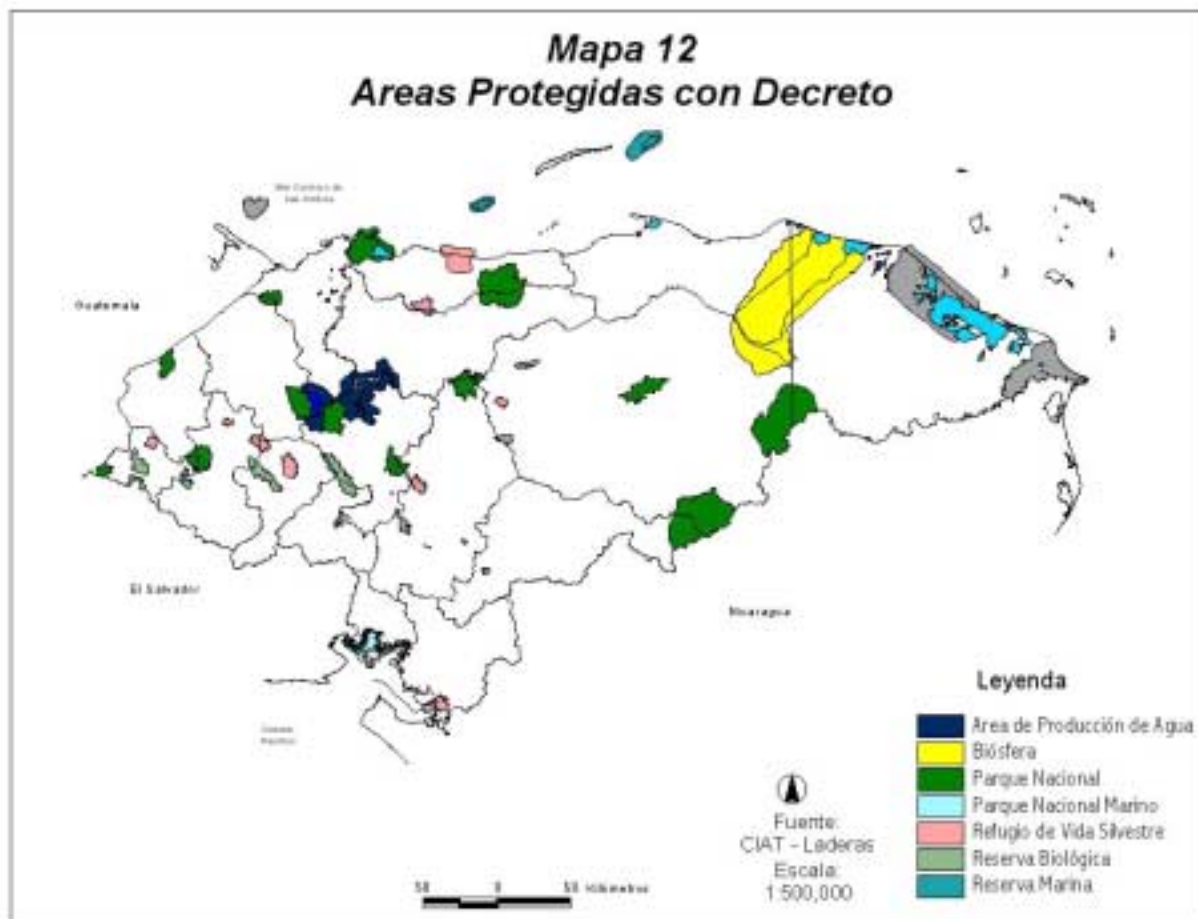 Mapa 12
Areas Protegidas con Decreto
Guatemala
El Salvador
Nicaragua
Leyenda
Area de Producción de Agua
Biósfera
Parque Nacional
Parque Nacional Marino
Refugio de Vida Silvestre
Reserva Biológica
Reserva Marina
Fuente:
CIAT - Laderas
Escala:
1:500,000
50 0 50 Kilometros